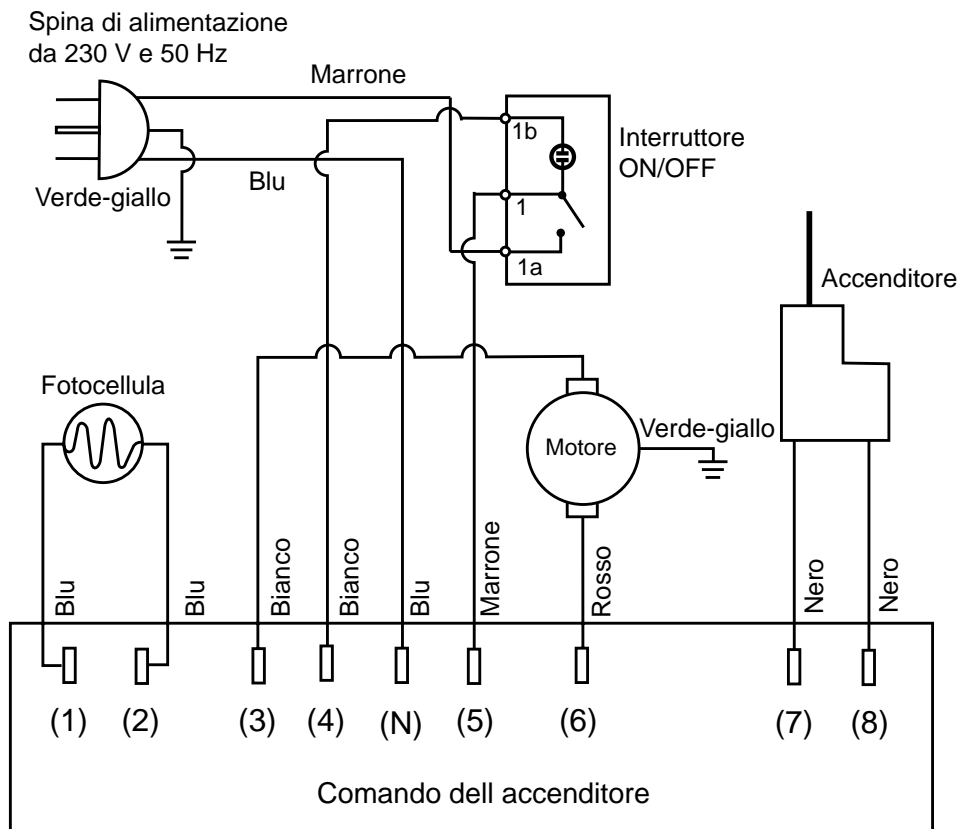 Spina di alimentazione
da 230 V e 50 Hz
Marrone
1b
Interruttore
ON/OFF
Blu
Verde-giallo
1
1a
Accenditore
Fotocellula
Motore
Verde-giallo
Blu
Blu
Bianco
Bianco
Blu
Marrone
Rosso
Nero
Nero
(1)
(2)
(3)
(4)
(N)
(5)
(6)
(7)
(8)
Comando dell accenditore